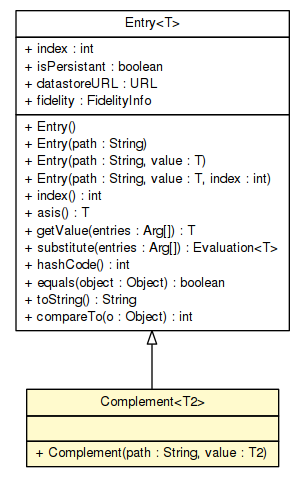 Entry<T>
+ index : int
+ isPersistant : boolean
+ datastoreURL : URL
+ fidelity : FidelityInfo
+ Entry()
+ Entry(path : String)
+ Entry(path : String, value : T)
+ Entry(path : String, value : T, index : int)
+ index() : int
+ asis() : T
+ getValue(entries : Arg[]) : T
+ substitute(entries : Arg[]) : Evaluation<T>
+ hashCode() : int
+ equals(object : Object) : boolean
+ toString() : String
+ compareTo(o : Object) : int
Complement<T2>
+ Complement(path : String, value : T2)